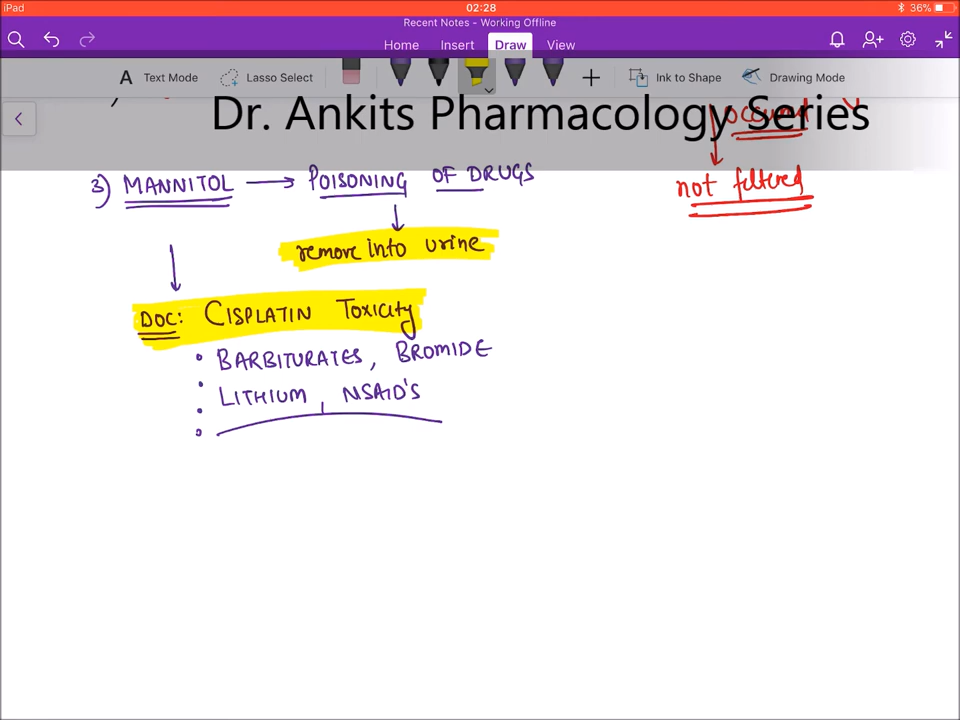 iPad
02:28
36%
Recent Notes - Working Offline
Home
Insert
Draw
View
A Text Mode
Lasso Select
Ink to Shape
Drawing Mode
Dr. Ankits Pharmacology Series
3) MANNITOL → POISONING OF DRUGS
not filtered
remove into urine
DOC: CISPLATIN TOXICITY
• BARBITURATES, BROMIDE
• LITHIUM, NSAID'S